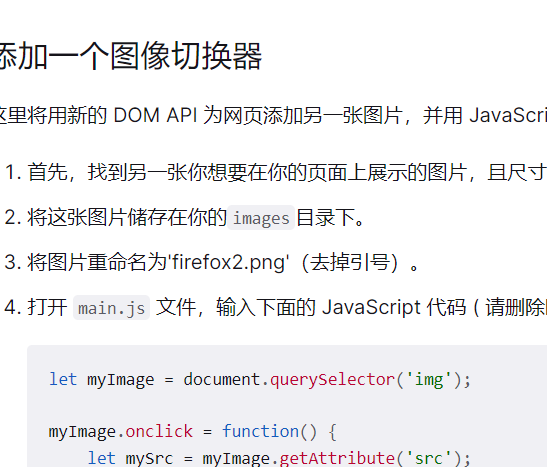 添加一个图像切换器
这里将用新的 DOM API 为网页添加另一张图片，并用 JavaScri
1. 首先，找到另一张你想要在你的页面上展示的图片，且尺寸
2. 将这张图片储存在你的images目录下。
3. 将图片重命名为'firefox2.png'（去掉引号）。
4. 打开 main.js 文件，输入下面的 JavaScript 代码 ( 请删除
let myImage = document.querySelector('img');
myImage.onclick = function() {
let mySrc = myImage.getAttribute('src');